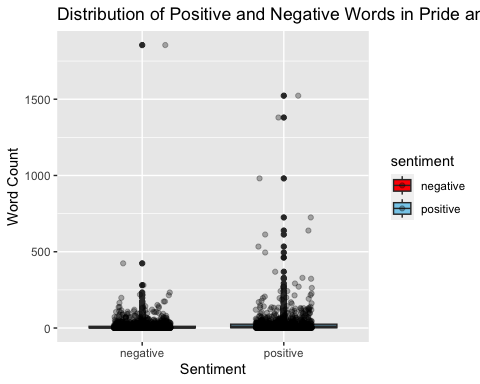 Distribution of Positive and Negative Words in Pride
Word Count
1500
1000
500
0
negative
positive
Sentiment
sentiment
negative
positive